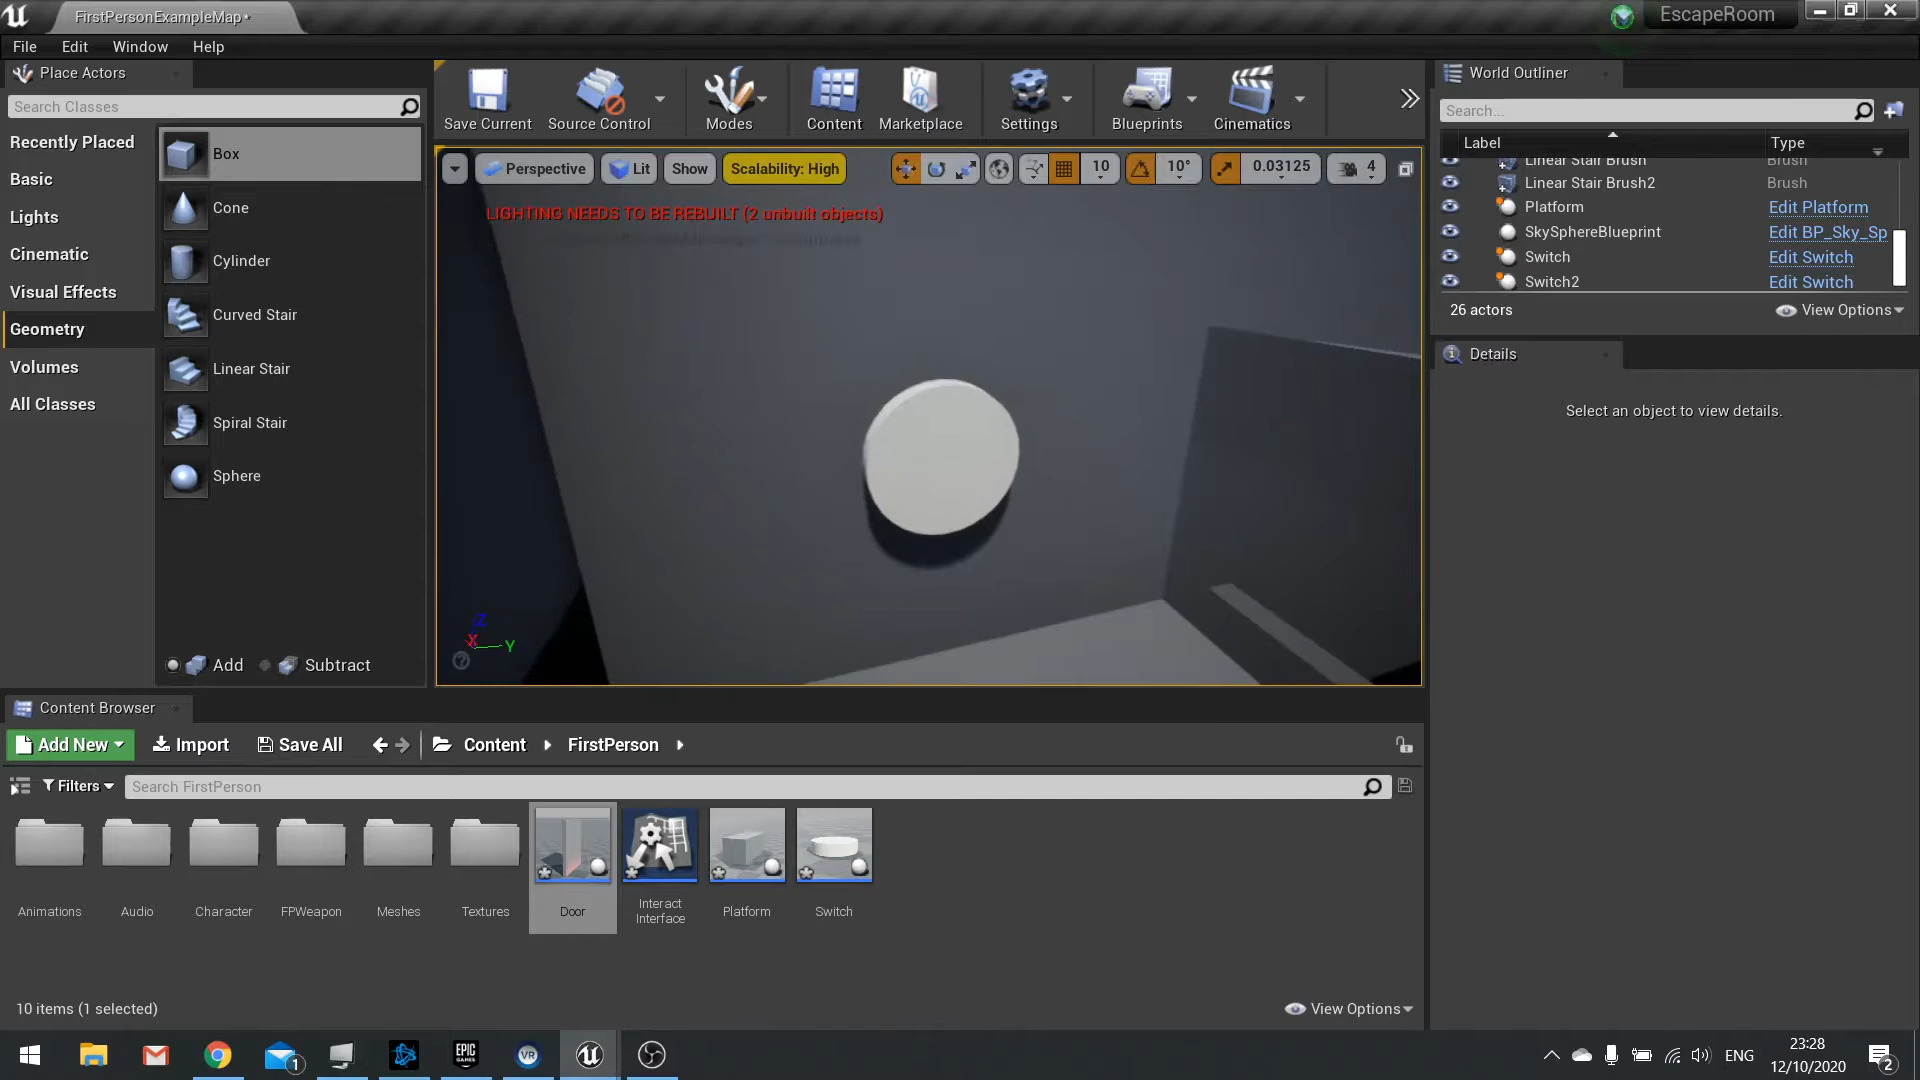 FirstPersonExampleMap•
EscapeRoom
File Edit Window Help
Place Actors
Search Classes
Recently Placed
Basic
Lights
Cinematic
Visual Effects
Geometry
Volumes
All Classes
Box
Cone
Cylinder
Curved Stair
Linear Stair
Spiral Stair
Sphere
Add Subtract
Save Current Source Control Modes Content Marketplace Settings Blueprints Cinematics
Perspective Lit Show Scalability: High 10 10° 0.03125 4
LIGHTING NEEDS TO BE REBUILT (2 unbuilt objects)
Z
X Y
World Outliner
Search...
Label Type
Linear Stair Brush Brush
Linear Stair Brush2 Brush
Platform Edit Platform
SkySphereBlueprint Edit BP_Sky_Sp
Switch Edit Switch
Switch2 Edit Switch
26 actors View Options
Details
Select an object to view details.
Content Browser
Add New Import Save All Content FirstPerson
Filters Search FirstPerson
Animations Audio Character FPWeapon Meshes Textures Door Interact Interface Platform Switch
10 items (1 selected) View Options
1 EPIC GAMES VR ENG 23:28
12/10/2020 2